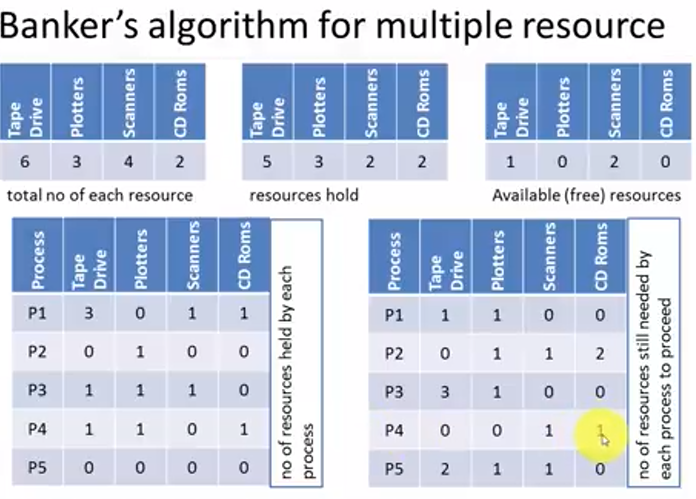 Banker's algorithm for multiple resource
Tape Drive Plotters Scanners CD Roms
6 3 4 2
total no of each resource
Tape Drive Plotters Scanners CD Roms
5 3 2 2
resources hold
Tape Drive Plotters Scanners CD Roms
1 0 2 0
Available (free) resources
Process Tape Drive Plotters Scanners CD Roms
P1 3 0 1 1
P2 0 1 0 0
P3 1 1 1 0
P4 1 1 0 1
P5 0 0 0 0
no of resources held by each
process
Process Tape Drive Plotters Scanners CD Roms
P1 1 1 0 0
P2 0 1 1 2
P3 3 1 0 0
P4 0 0 1
P5 2 1 1 0
no of resources still needed by
each process to proceed